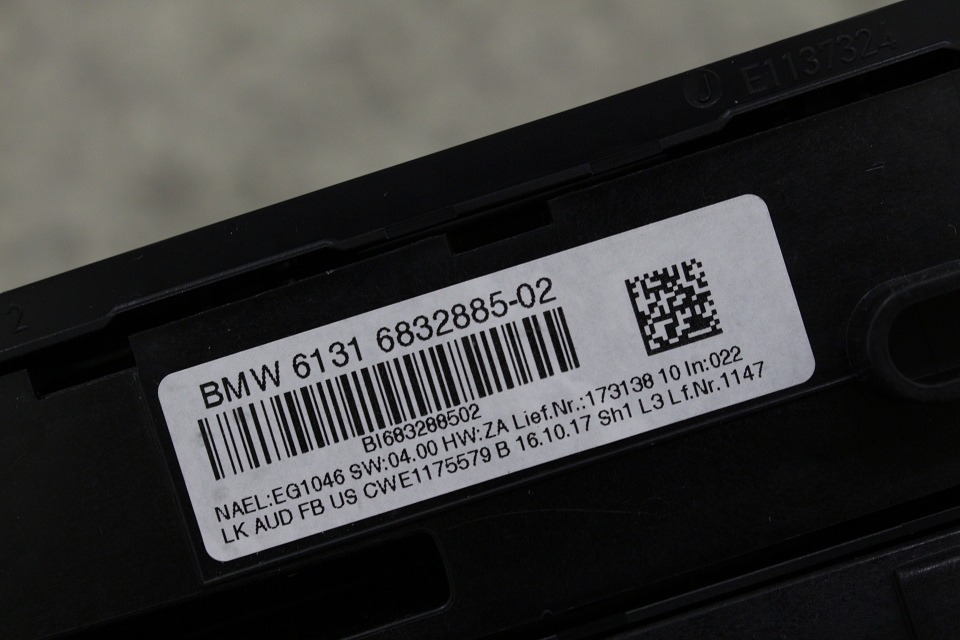 E1137324
2
BMW 6131 6832885-02
BI683288502
NAEL:EG1046 SW:04.00 HW:ZA Lief.Nr.:173138 10 In:022
LK AUD FB US CWE1175579 B 16.10.17 Sh1 L3 Lf.Nr.1147